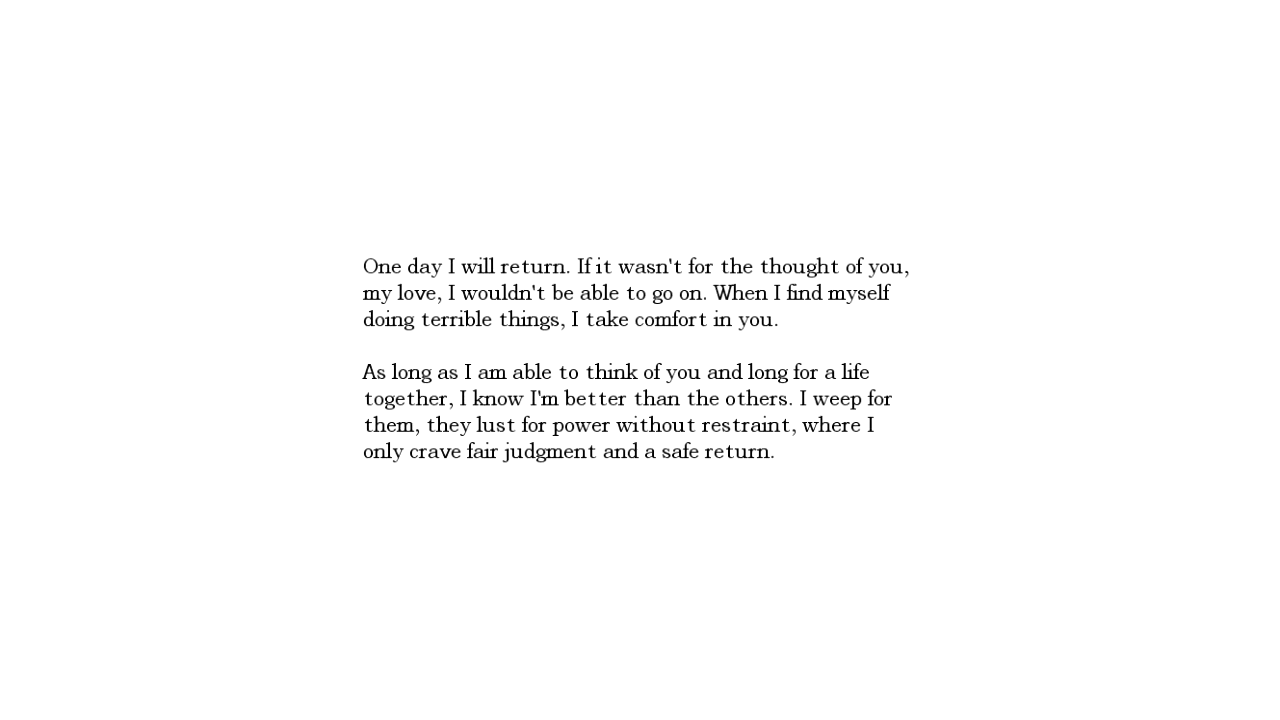 One day I will return. If it wasn't for the thought of you,
my love, I wouldn't be able to go on. When I find myself
doing terrible things, I take comfort in you.
As long as I am able to think of you and long for a life
together, I know I'm better than the others. I weep for
them, they lust for power without restraint, where I
only crave fair judgment and a safe return.